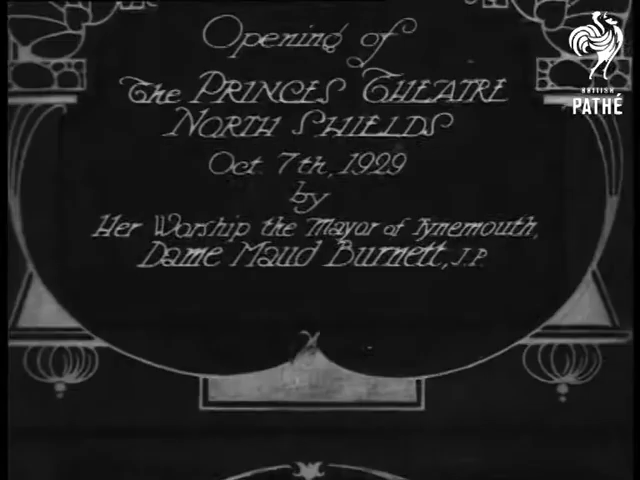 Opening of
The PRINCES THEATRE
NORTH SHIELDS
Oct. 7th, 1929
by
Her Worship the Mayor of Tynemouth,
Dame Maud Burnett, J.P.
BRITISH
PATHÉ